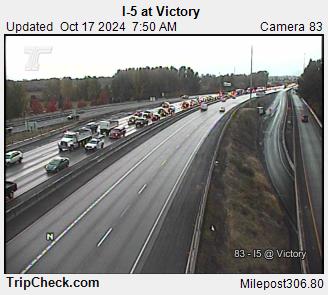 I-5 at Victory
Updated Oct 17 2024 7:50 AM Camera 83
N
83 - I5 @ Victory
TripCheck.com Milepost306.80